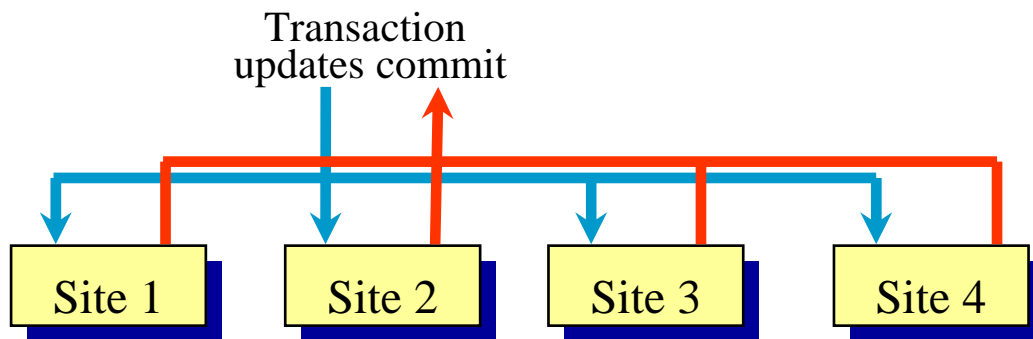 Transaction
updates commit
Site 1
Site 2
Site 3
Site 4